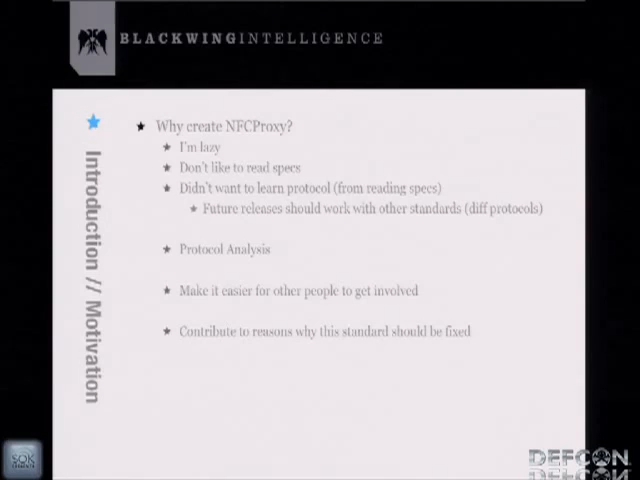 BLACKWINGINTELLIGENCE
Introduction // Motivation
Why create NFCProxy?
I'm lazy
Don't like to read specs
Didn't want to learn protocol (from reading specs)
Future releases should work with other standards (diff protocols)
Protocol Analysis
Make it easier for other people to get involved
Contribute to reasons why this standard should be fixed
DEFCON